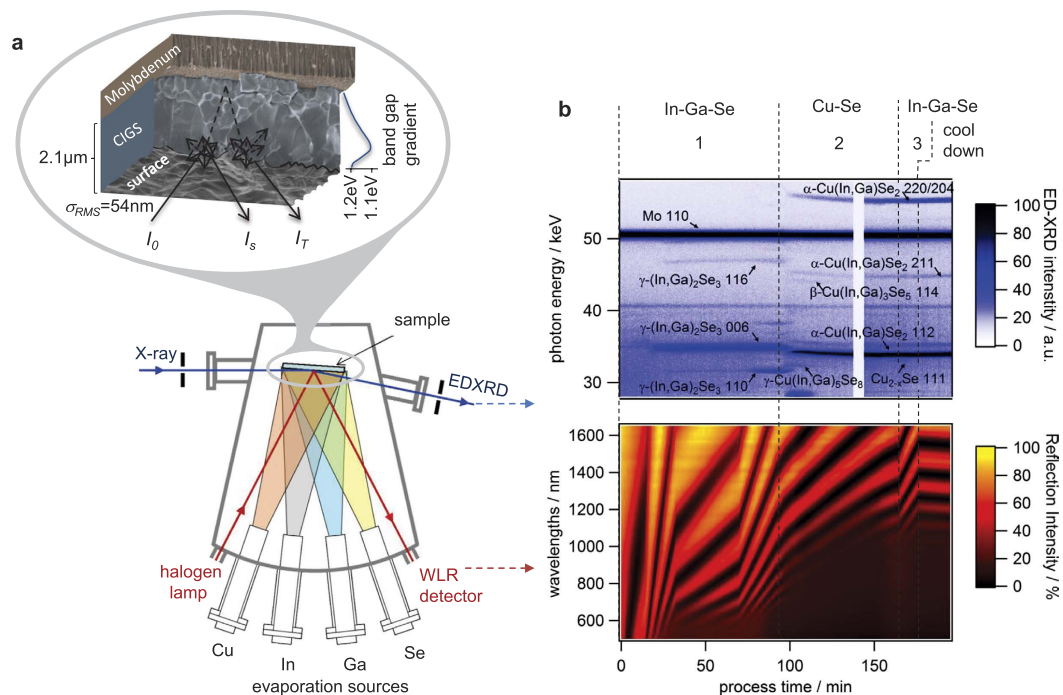 a
Molybdenum
CIGS
surface
2.1µm
σRMS=54nm
I0
Is
IT
1.2eV
1.1eV
band gap
gradient
sample
X-ray
EDXRD
halogen
lamp
WLR
detector
Cu
In
Ga
Se
evaporation sources
b
In-Ga-Se
Cu-Se
In-Ga-Se
1
2
3
cool
down
α-Cu(In,Ga)Se2 220/204
Mo 110
γ-(In,Ga)2Se3 116
α-Cu(In,Ga)Se2 211
β-Cu(In,Ga)3Se5 114
γ-(In,Ga)2Se3 006
α-Cu(In,Ga)Se2 112
γ-(In,Ga)2Se3 110
γ-Cu(In,Ga)5Se8
Cu2-xSe 111
photon energy / keV
50
40
30
100
80
60
40
20
0
ED-XRD intenstity / a.u.
wavelengths / nm
1600
1400
1200
1000
800
600
100
80
60
40
20
0
Reflection Intensity / %
0
50
100
150
process time / min